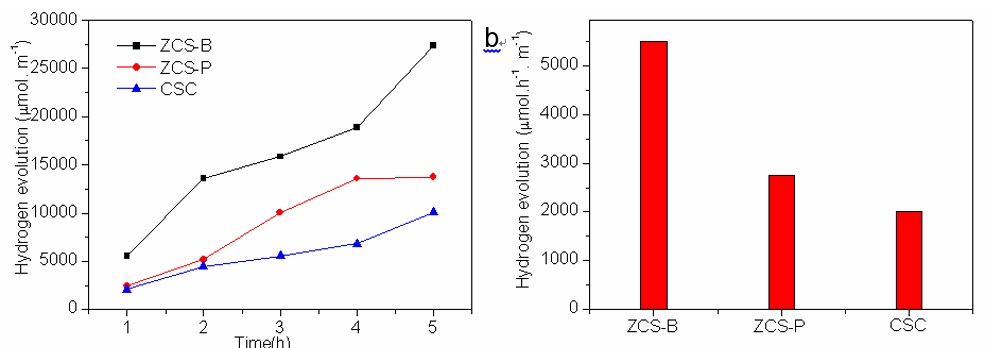 30000
25000
20000
15000
10000
5000
0
Hydrogen evolution (μmol. m⁻¹)
ZCS-B
ZCS-P
CSC
1 2 3 4 5
Time(h)
b
5000
4000
3000
2000
1000
0
Hydrogen evolution (μmol.h⁻¹. m⁻¹)
ZCS-B ZCS-P CSC